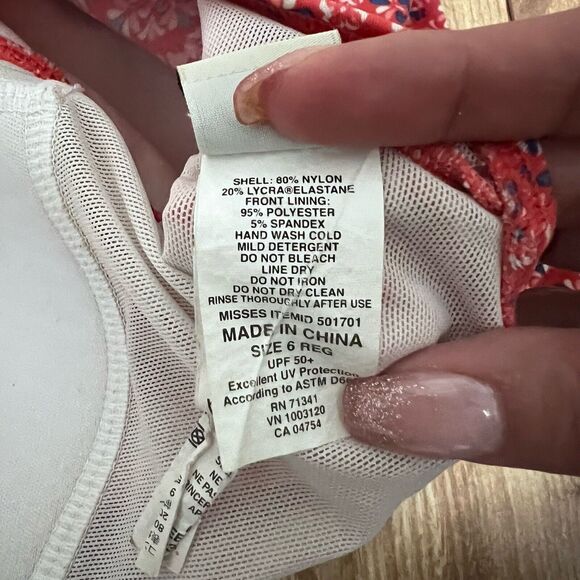 SHELL: 80% NYLON
20% LYCRA®ELASTANE
FRONT LINING:
95% POLYESTER
5% SPANDEX
HAND WASH COLD
MILD DETERGENT
DO NOT BLEACH
LINE DRY
DO NOT IRON
DO NOT DRY CLEAN
RINSE THOROUGHLY AFTER USE
MISSES ITEMID 501701
MADE IN CHINA
SIZE 6 REG
UPF 50+
Excellent UV Protection
According to ASTM
RN 71341
VN 1003120
CA 04754
NE PAS